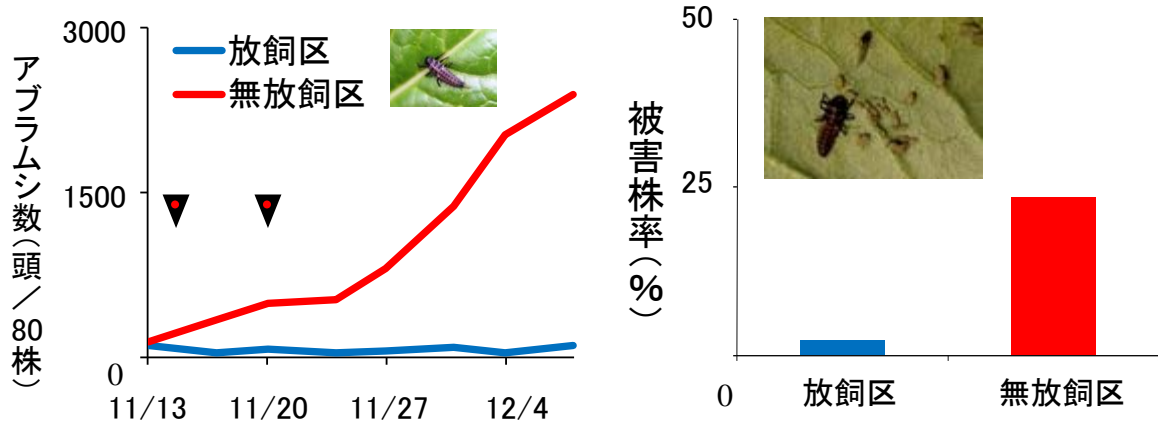 3000
1500
0
アブラムシ数(頭／80株)
放飼区
無放飼区
11/13 11/20 11/27 12/4
50
25
0
被害株率(%)
放飼区 無放飼区